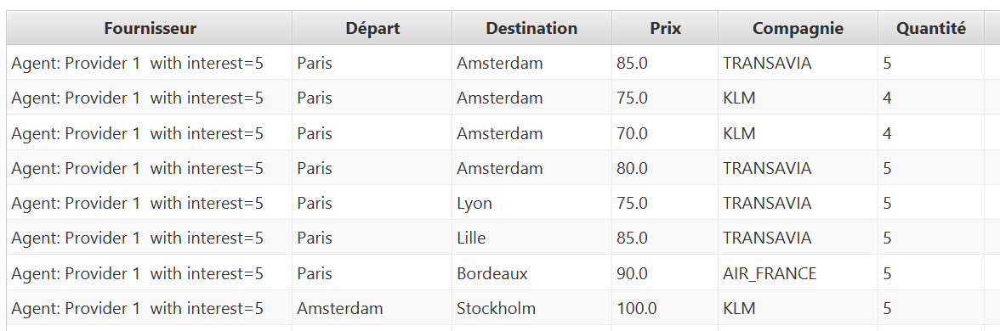 Fournisseur Départ Destination Prix Compagnie Quantité
Agent: Provider 1  with interest=5 Paris Amsterdam 85.0 TRANSAVIA 5
Agent: Provider 1  with interest=5 Paris Amsterdam 75.0 KLM 4
Agent: Provider 1  with interest=5 Paris Amsterdam 70.0 KLM 4
Agent: Provider 1  with interest=5 Paris Amsterdam 80.0 TRANSAVIA 5
Agent: Provider 1  with interest=5 Paris Lyon 75.0 TRANSAVIA 5
Agent: Provider 1  with interest=5 Paris Lille 85.0 TRANSAVIA 5
Agent: Provider 1  with interest=5 Paris Bordeaux 90.0 AIR_FRANCE 5
Agent: Provider 1  with interest=5 Amsterdam Stockholm 100.0 KLM 5